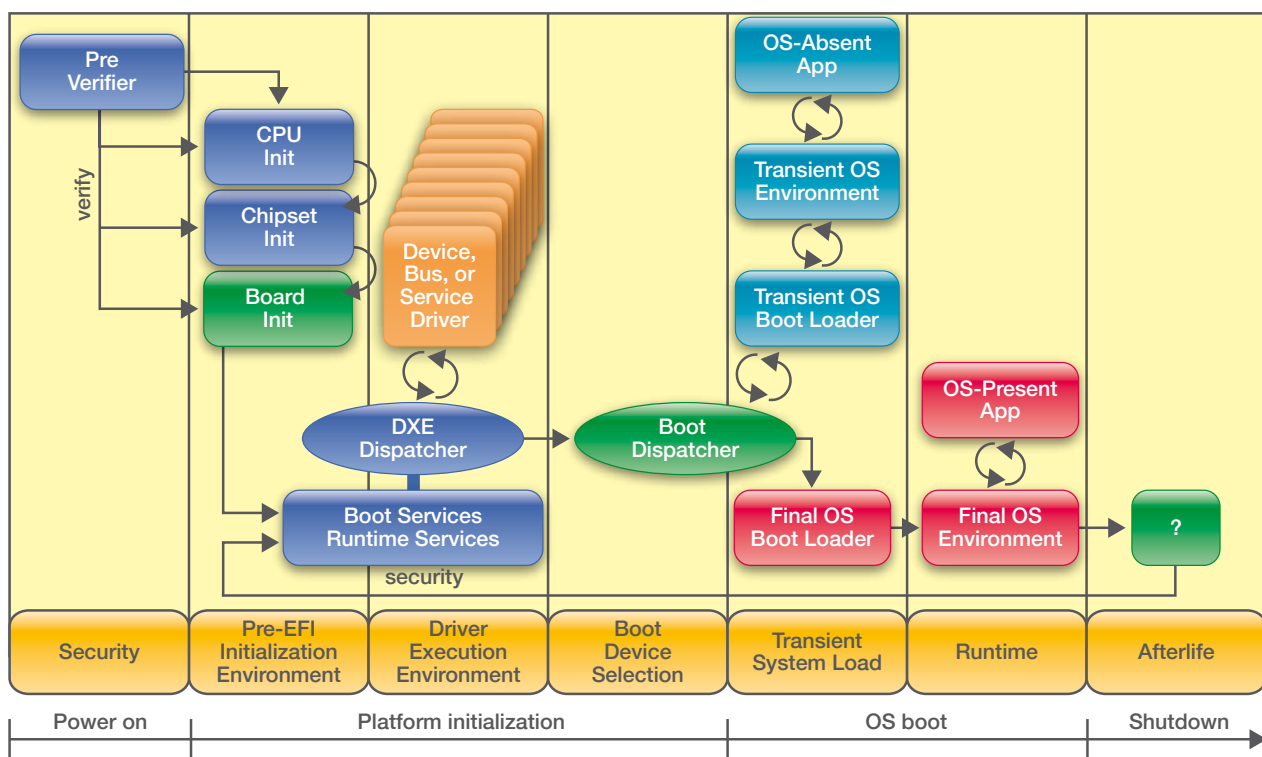 Pre
Verifier
verify
CPU
Init
Chipset
Init
Board
Init
Device,
Bus, or
Service
Driver
DXE
Dispatcher
Boot Services
Runtime Services
security
Boot
Dispatcher
OS-Absent
App
Transient OS
Environment
Transient OS
Boot Loader
Final OS
Boot Loader
OS-Present
App
Final OS
Environment
?
Security
Pre-EFI
Initialization
Environment
Driver
Execution
Environment
Boot
Device
Selection
Transient
System Load
Runtime
Afterlife
Power on
Platform initialization
OS boot
Shutdown